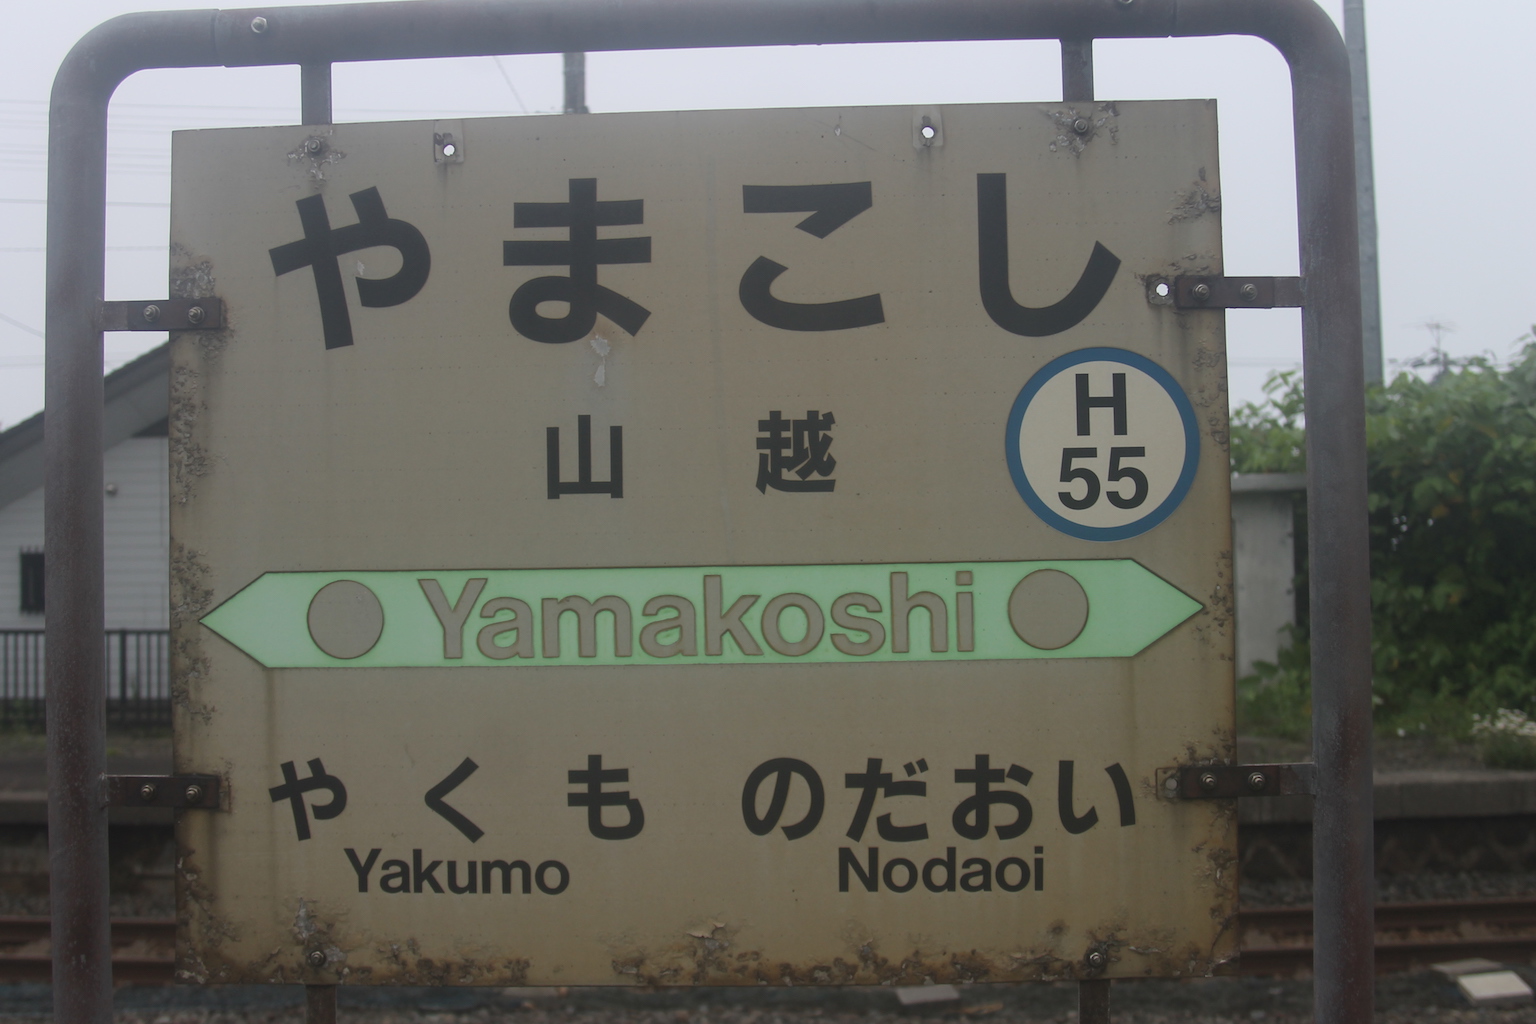 やまこし
山越
H
55
Yamakoshi
やくも のだおい
Yakumo Nodaoi